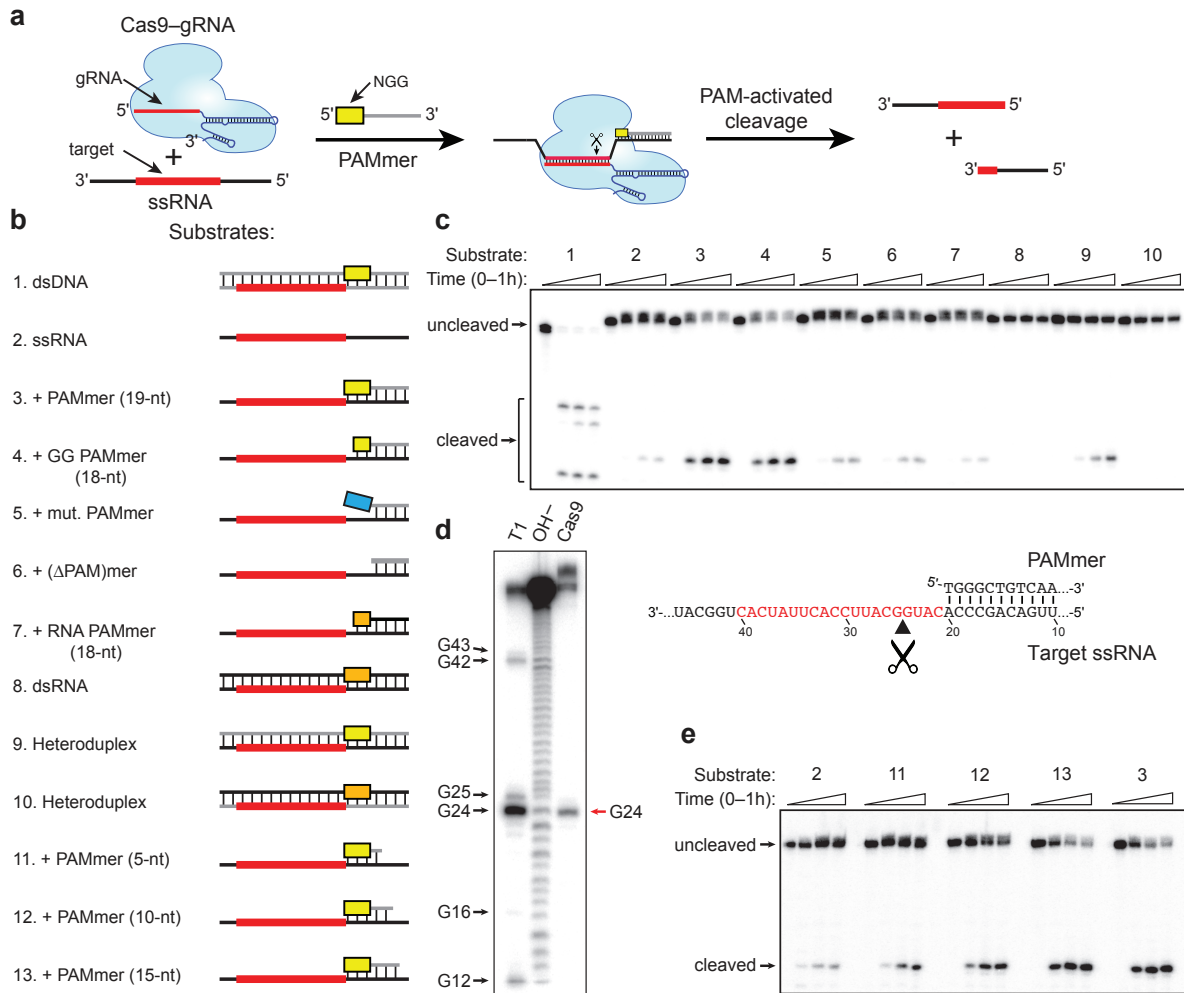 a
Cas9–gRNA
gRNA
5'
3'
+
target
3'
5'
ssRNA
NGG
5'
3'
PAMmer
PAM-activated
cleavage
3'
5'
+
3'
5'
b
Substrates:
1. dsDNA
2. ssRNA
3. + PAMmer (19-nt)
4. + GG PAMmer
(18-nt)
5. + mut. PAMmer
6. + (ΔPAM)mer
7. + RNA PAMmer
(18-nt)
8. dsRNA
9. Heteroduplex
10. Heteroduplex
11. + PAMmer (5-nt)
12. + PAMmer (10-nt)
13. + PAMmer (15-nt)
c
Substrate: 1 2 3 4 5 6 7 8 9 10
Time (0–1h):
uncleaved
cleaved
d
T1 OH– Cas9
G43
G42
G25
G24
G16
G12
G24
PAMmer
5'-TGGGCTGTCAA...-3'
3'-...UACGGUCACUAUUCACCUUACGGUACACCCGACAGUU...-5'
40 30 20 10
Target ssRNA
e
Substrate: 2 11 12 13 3
Time (0–1h):
uncleaved
cleaved